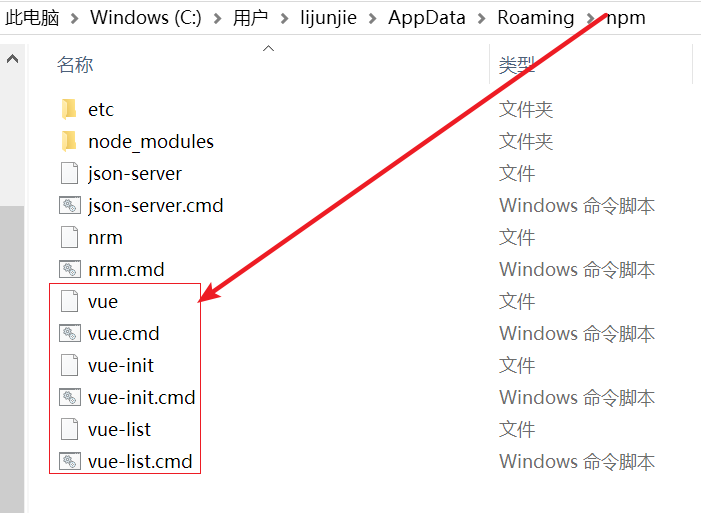 此电脑 > Windows (C:) > 用户 > lijunjie > AppData > Roaming > npm
名称 类型
etc 文件夹
node_modules 文件夹
json-server 文件
json-server.cmd Windows 命令脚本
nrm 文件
nrm.cmd Windows 命令脚本
vue 文件
vue.cmd Windows 命令脚本
vue-init 文件
vue-init.cmd Windows 命令脚本
vue-list 文件
vue-list.cmd Windows 命令脚本